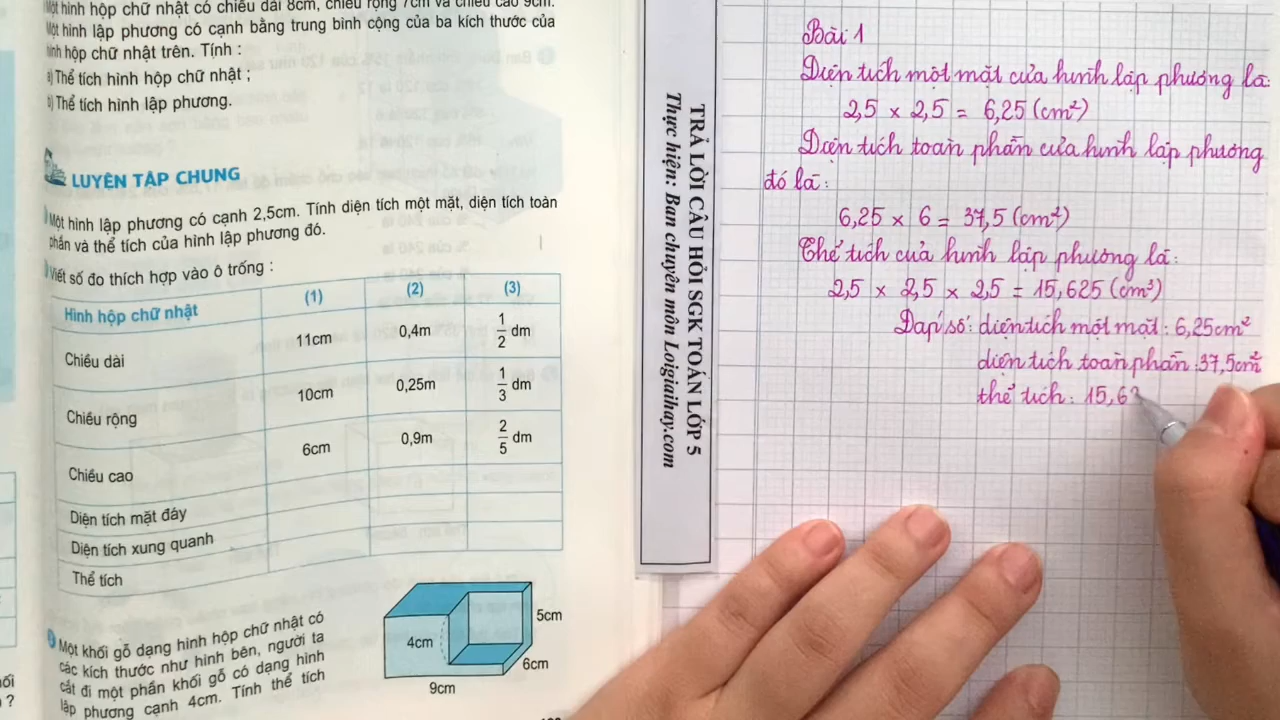 một hình hộp chữ nhật có chiều dài 8cm, chiều rộng 7cm và chiều cao 9cm.
Một hình lập phương có cạnh bằng trung bình cộng của ba kích thước của
hình hộp chữ nhật trên. Tính :
a) Thể tích hình hộp chữ nhật ;
b) Thể tích hình lập phương.
LUYỆN TẬP CHUNG
Một hình lập phương có cạnh 2,5cm. Tính diện tích một mặt, diện tích toàn
phần và thể tích của hình lập phương đó.
Viết số đo thích hợp vào ô trống :
Hình hộp chữ nhật (1) (2) (3)
Chiều dài 11cm 0,4m 1/2 dm
Chiều rộng 10cm 0,25m 1/3 dm
Chiều cao 6cm 0,9m 2/5 dm
Diện tích mặt đáy
Diện tích xung quanh
Thể tích
Một khối gỗ dạng hình hộp chữ nhật có
các kích thước như hình bên, người ta
cắt đi một phần khối gỗ có dạng hình
lập phương cạnh 4cm. Tính thể tích
4cm
5cm
6cm
9cm
TRẢ LỜI CÂU HỎI SGK TOÁN LỚP 5
Thực hiện: Ban chuyên môn Loigiaihay.com
Bài 1
Diện tích một mặt của hình lập phương là:
2,5 × 2,5 = 6,25 (cm²)
Diện tích toàn phần của hình lập phương
đó là:
6,25 × 6 = 37,5 (cm²)
Thể tích của hình lập phương là:
2,5 × 2,5 × 2,5 = 15,625 (cm³)
Đáp số: diện tích một mặt: 6,25cm²
diện tích toàn phần: 37,5cm²
thể tích: 15,62